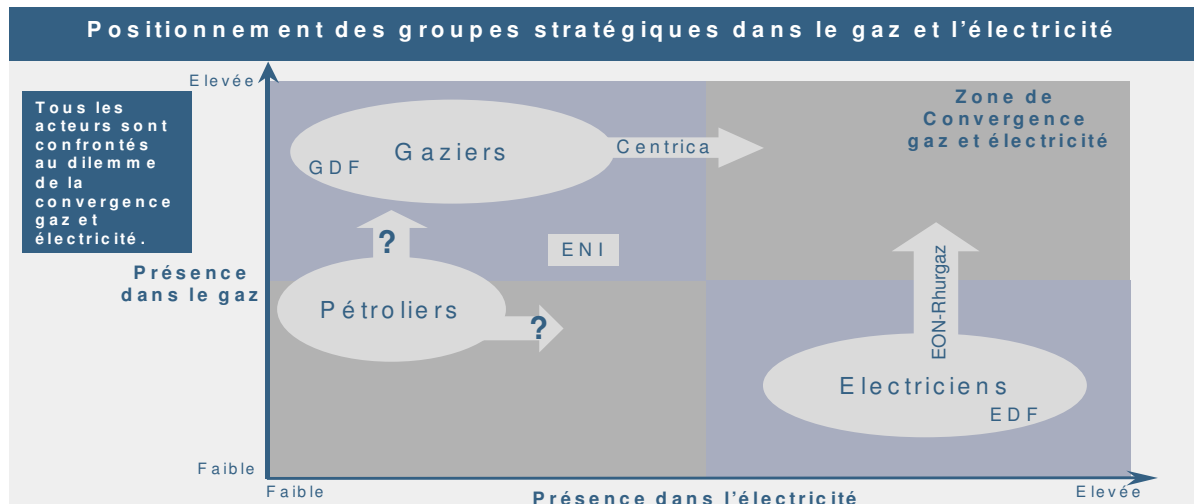 Positionnement des groupes stratégiques dans le gaz et l'électricité
Elevée
Tous les
acteurs sont
confrontés
au dilemme
de la
convergence
gaz et
électricité.
Zone de
Convergence
gaz et électricité
Gaziers
GDF
Centrica
?
ENI
Présence
dans le gaz
Pétroliers
?
EON-Rhurgaz
Electriciens
EDF
Faible
Faible
Présence dans l'électricité
Elevée